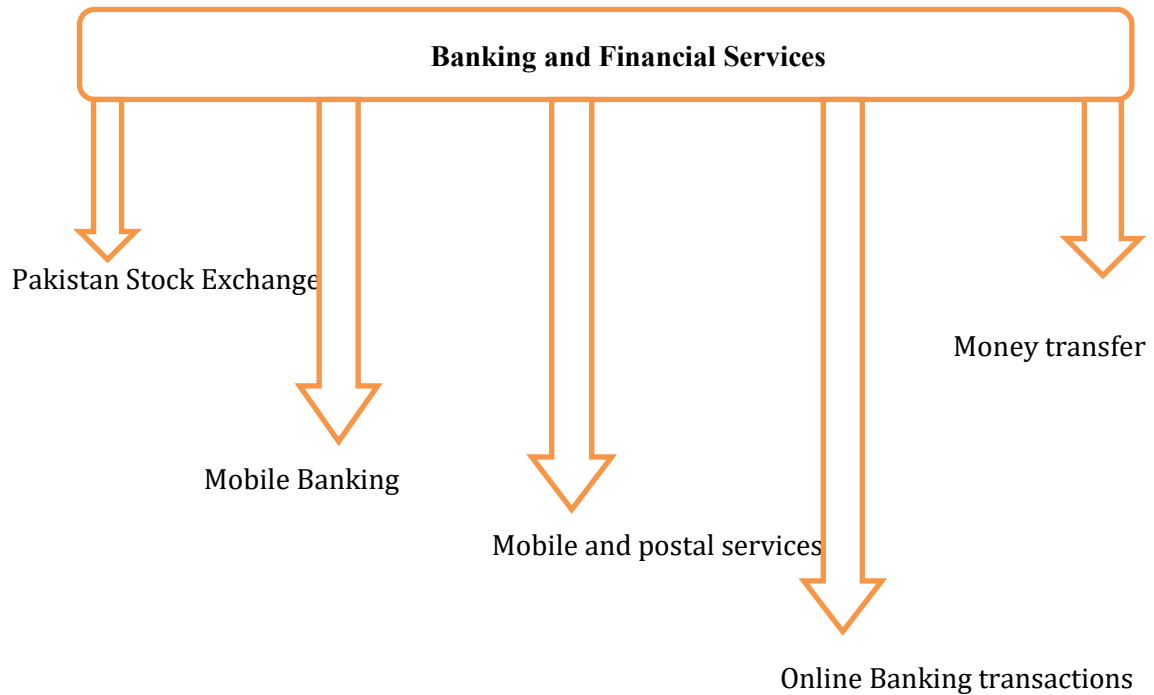 Banking and Financial Services
Pakistan Stock Exchange
Money transfer
Mobile Banking
Mobile and postal services
Online Banking transactions